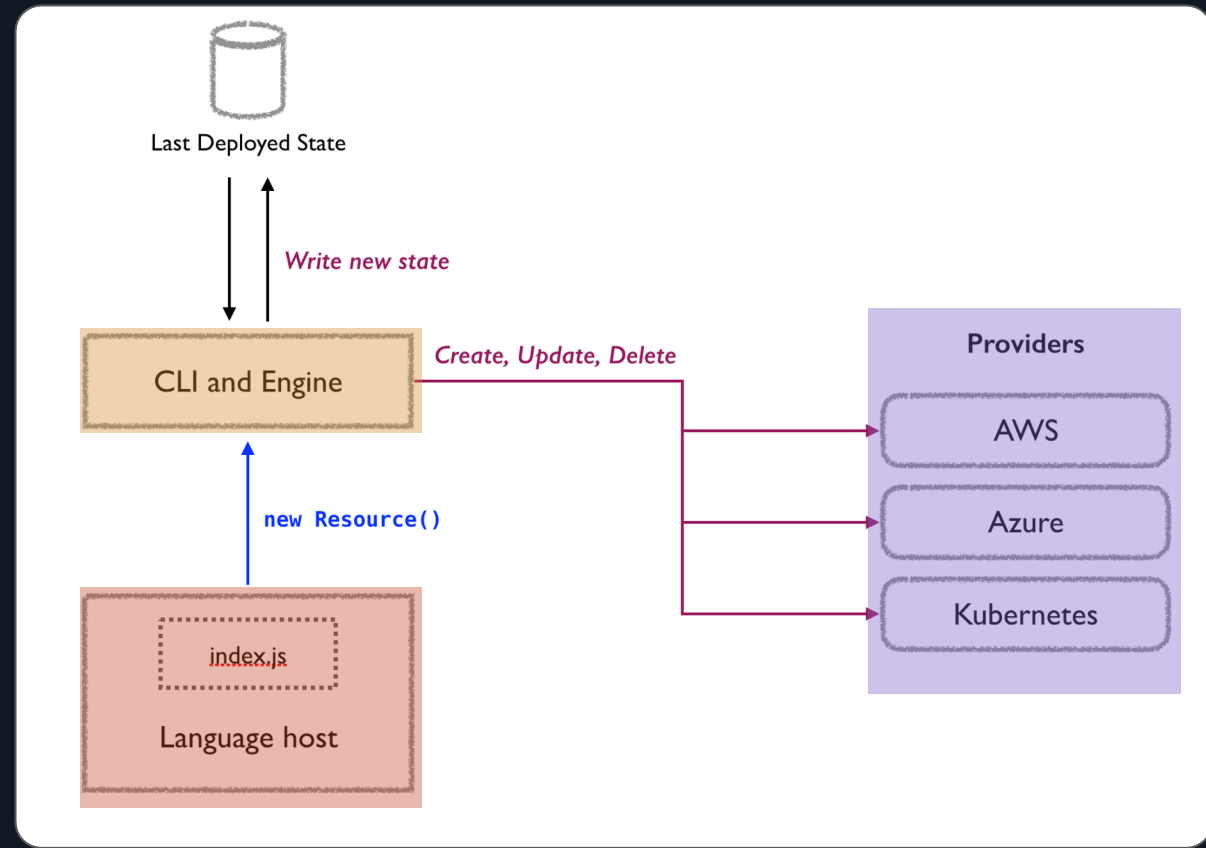 Last Deployed State
Write new state
Create, Update, Delete
Providers
CLI and Engine
AWS
new Resource()
Azure
Kubernetes
index.js
Language host